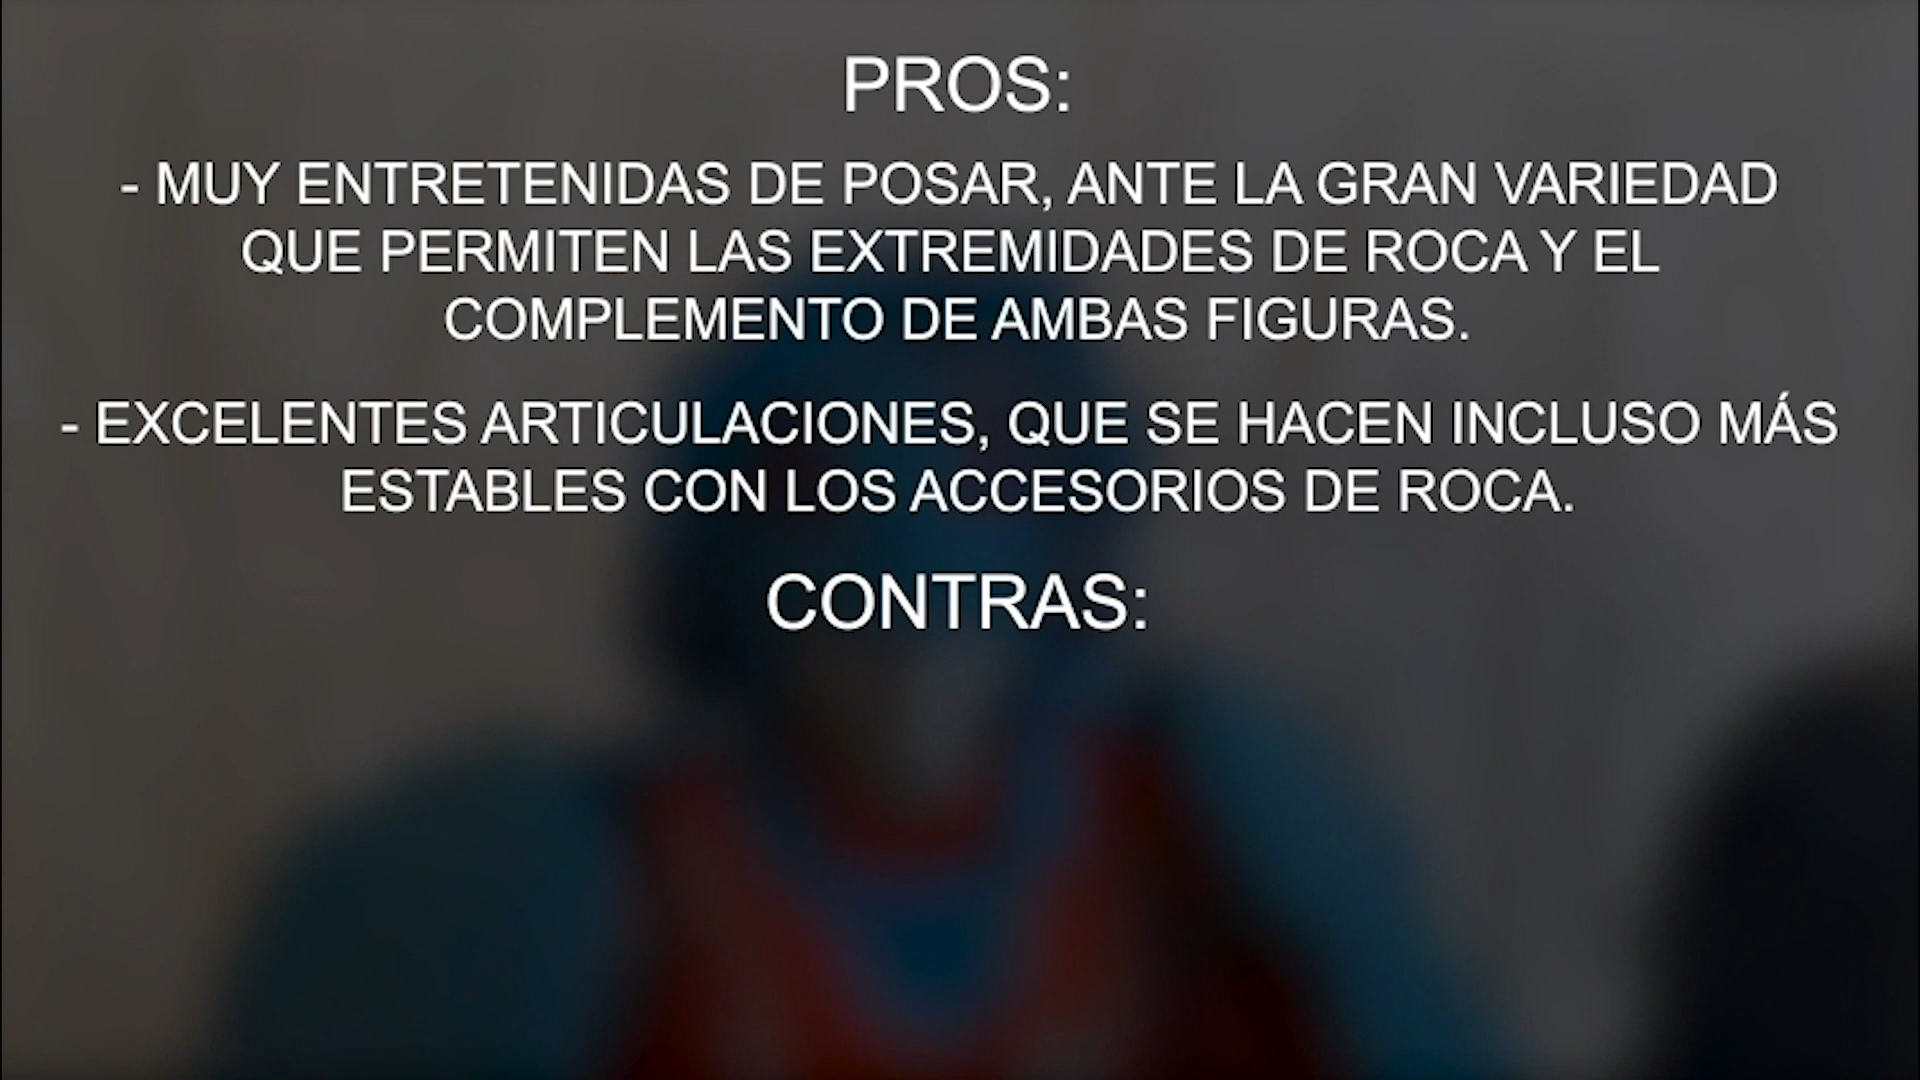 PROS:
- MUY ENTRETENIDAS DE POSAR, ANTE LA GRAN VARIEDAD
QUE PERMITEN LAS EXTREMIDADES DE ROCA Y EL
COMPLEMENTO DE AMBAS FIGURAS.
- EXCELENTES ARTICULACIONES, QUE SE HACEN INCLUSO MÁS
ESTABLES CON LOS ACCESORIOS DE ROCA.
CONTRAS: